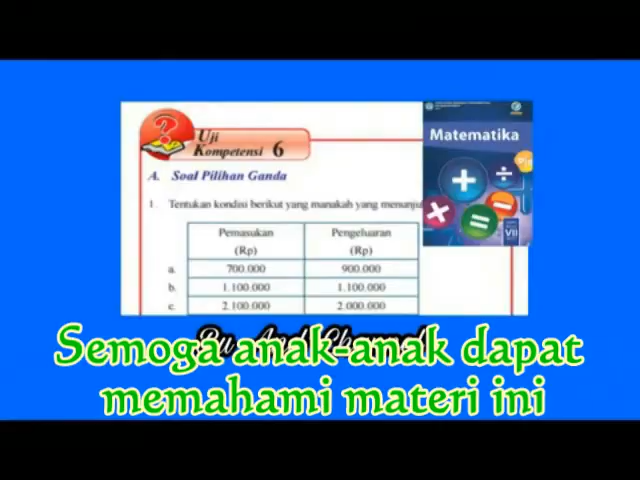 Uji
Kompetensi 6
Matematika
A. Soal Pilihan Ganda
1. Tentukan kondisi berikut yang manakah yang
Pemasukan Pengeluaran
(Rp) (Rp)
a. 700.000 900.000
b. 1.100.000 1.100.000
c. 2.100.000 2.000.000
Semoga anak-anak dapat
memahami materi ini
VII